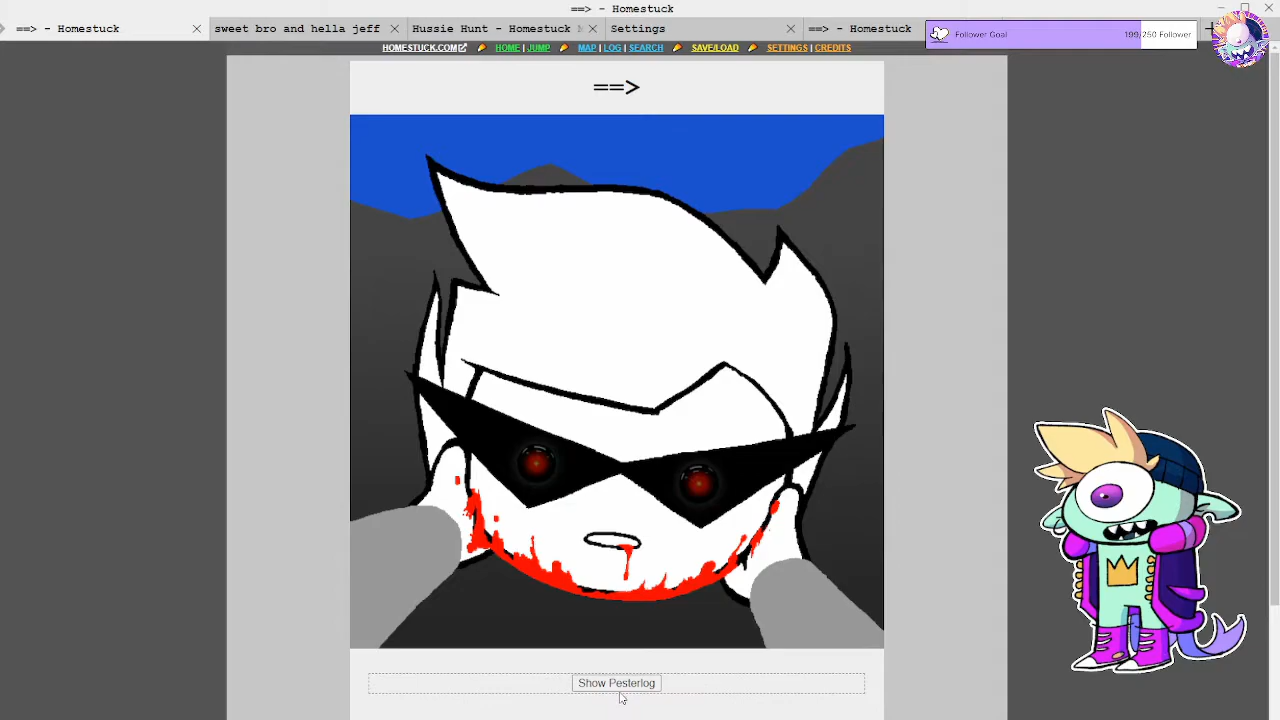 ==> - Homestuck
==> - Homestuck
sweet bro and hella jeff
Hussie Hunt - Homestuck
Settings
==> - Homestuck
Follower Goal
199/250 Follower
HOMESTUCK.COM HOME | JUMP MAP | LOG | SEARCH SAVE/LOAD SETTINGS | CREDITS
==>
Show Pesterlog